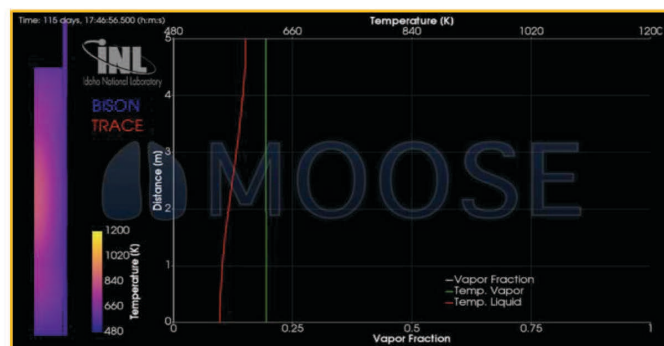 Time: 115 days, 17:46:56.500 (h:m:s)
Temperature (K)
480 660 840 1020 1200
INL
Idaho National Laboratory
BISON
TRACE
MOOSE
Distance (m)
5
4
3
2
1
0
1200
1020
840
660
480
Temperature (K)
Vapor Fraction
Temp. Vapor
Temp. Liquid
0 0.25 0.5 0.75 1
Vapor Fraction